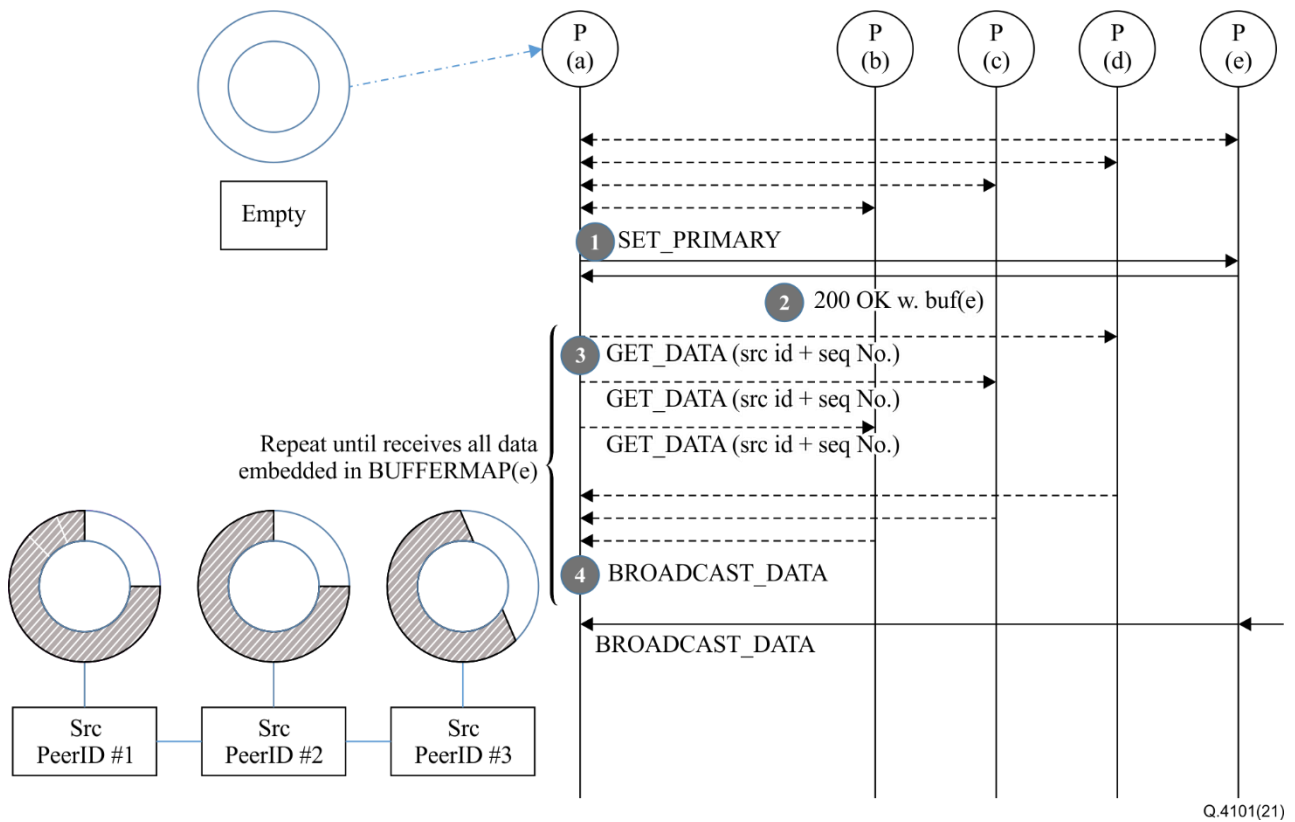 P
(a)
P
(b)
P
(c)
P
(d)
P
(e)
Empty
1 SET_PRIMARY
2 200 OK w. buf(e)
3 GET_DATA (src id + seq No.)
GET_DATA (src id + seq No.)
GET_DATA (src id + seq No.)
Repeat until receives all data
embedded in BUFFERMAP(e)
4 BROADCAST_DATA
BROADCAST_DATA
Src
PeerID #1
Src
PeerID #2
Src
PeerID #3
Q.4101(21)